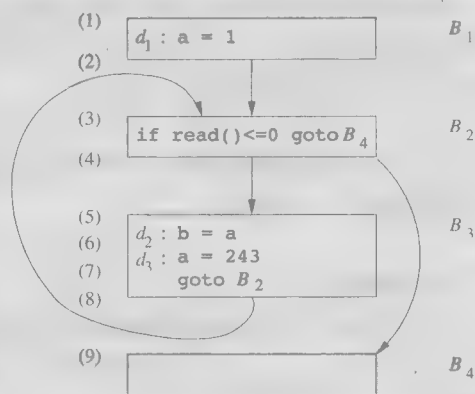 (1) d1 : a = 1 B1
(2)
(3) if read()<=0 goto B4 B2
(4)
(5) d2 : b = a B3
(6) d3 : a = 243
(7) goto B2
(8)
(9) B4